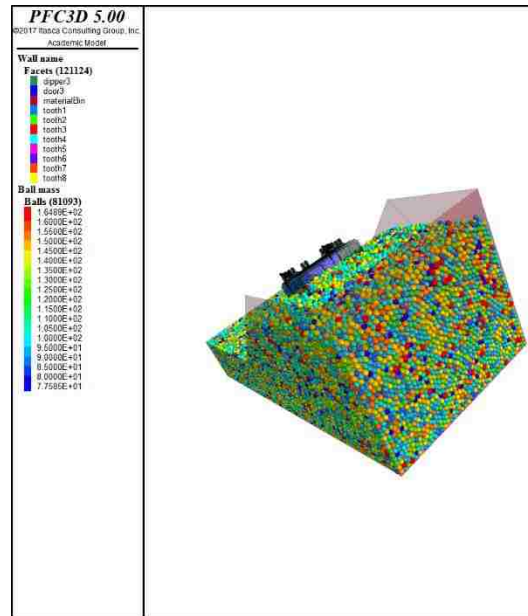 PFC3D 5.00
©2017 Itasca Consulting Group, Inc.
Academic Model
Wall name
Facets (121124)
dipper3
door3
materialBin
tooth1
tooth2
tooth3
tooth4
tooth5
tooth6
tooth7
tooth8
Ball mass
Balls (81093)
1.6489E+02
1.6000E+02
1.5500E+02
1.5000E+02
1.4500E+02
1.4000E+02
1.3500E+02
1.3000E+02
1.2500E+02
1.2000E+02
1.1500E+02
1.1000E+02
1.0500E+02
1.0000E+02
9.5000E+01
9.0000E+01
8.5000E+01
8.0000E+01
7.7585E+01